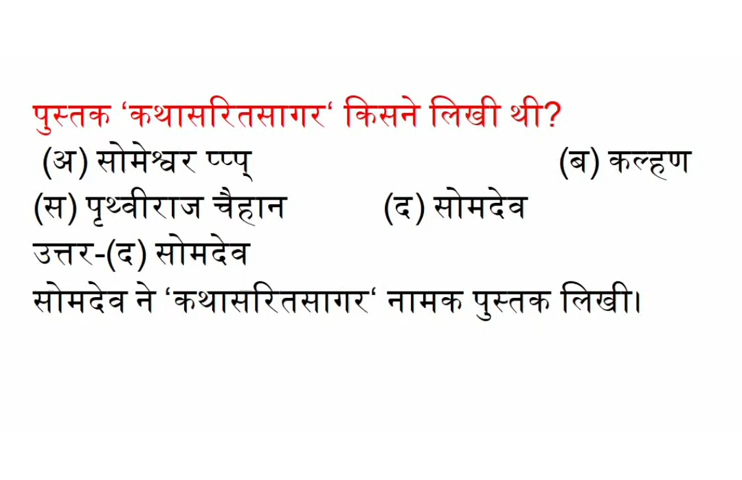 पुस्तक ‘कथासरितसागर‘ किसने लिखी थी?
(अ) सोमेश्वर प्प्प् (ब) कल्हण
(स) पृथ्वीराज चैहान (द) सोमदेव
उत्तर-(द) सोमदेव
सोमदेव ने ‘कथासरितसागर‘ नामक पुस्तक लिखी।